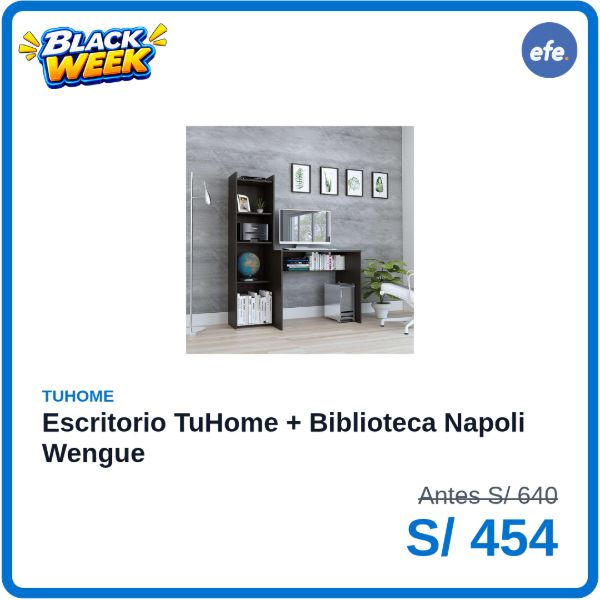 BLACK
WEEK
efe.
TUHOME
Escritorio TuHome + Biblioteca Napoli
Wengue
Antes S/ 640
S/ 454